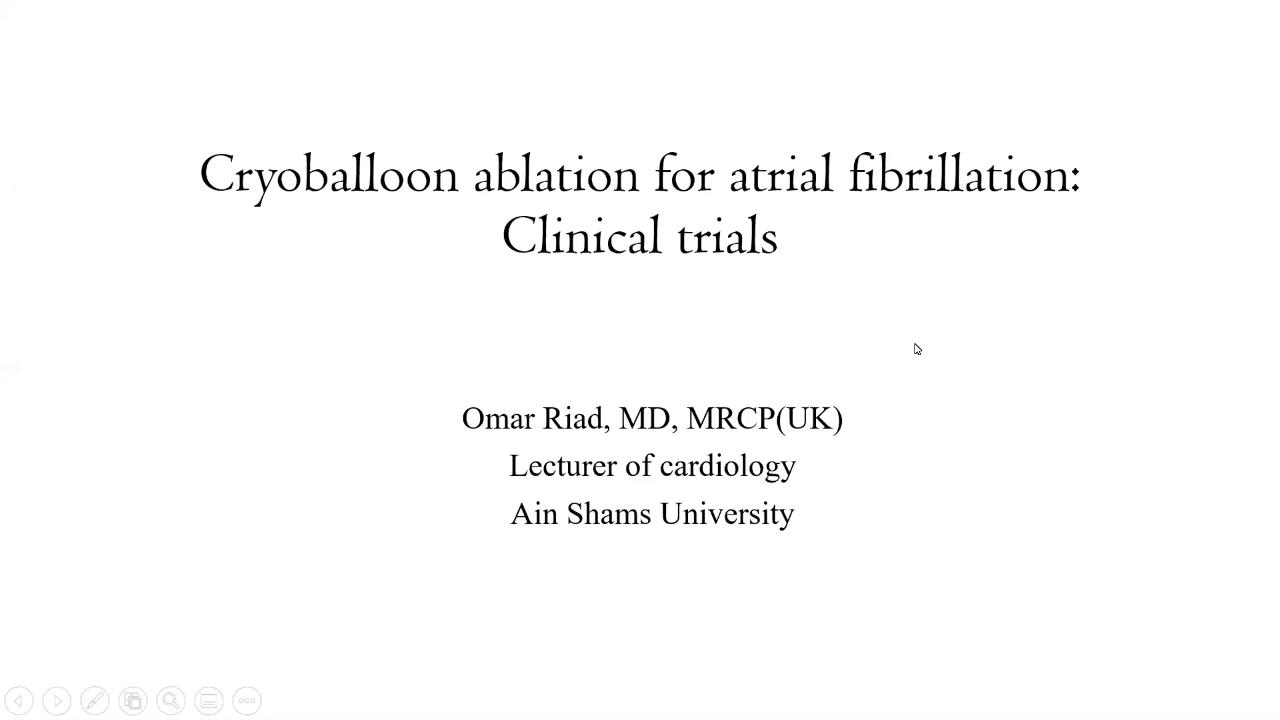 Cryoballoon ablation for atrial fibrillation:
Clinical trials
Omar Riad, MD, MRCP(UK)
Lecturer of cardiology
Ain Shams University